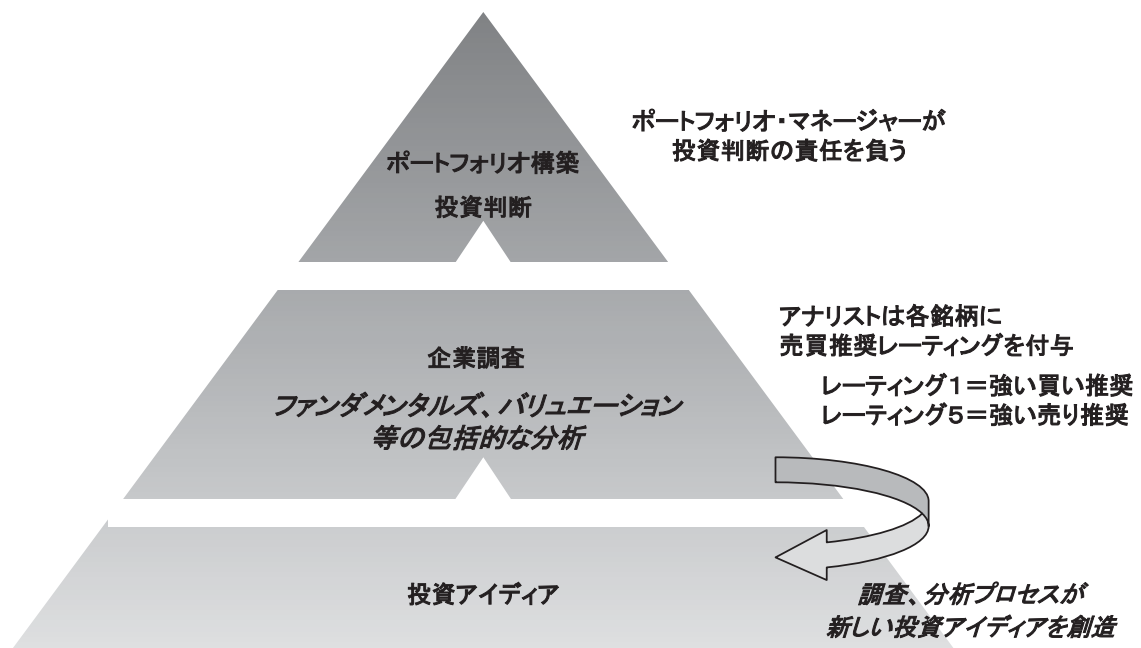 ポートフォリオ・マネージャーが
投資判断の責任を負う
ポートフォリオ構築
投資判断
アナリストは各銘柄に
売買推奨レーティングを付与
レーティング1=強い買い推奨
レーティング5=強い売り推奨
企業調査
ファンダメンタルズ、バリュエーション
等の包括的な分析
投資アイディア
調査、分析プロセスが
新しい投資アイディアを創造